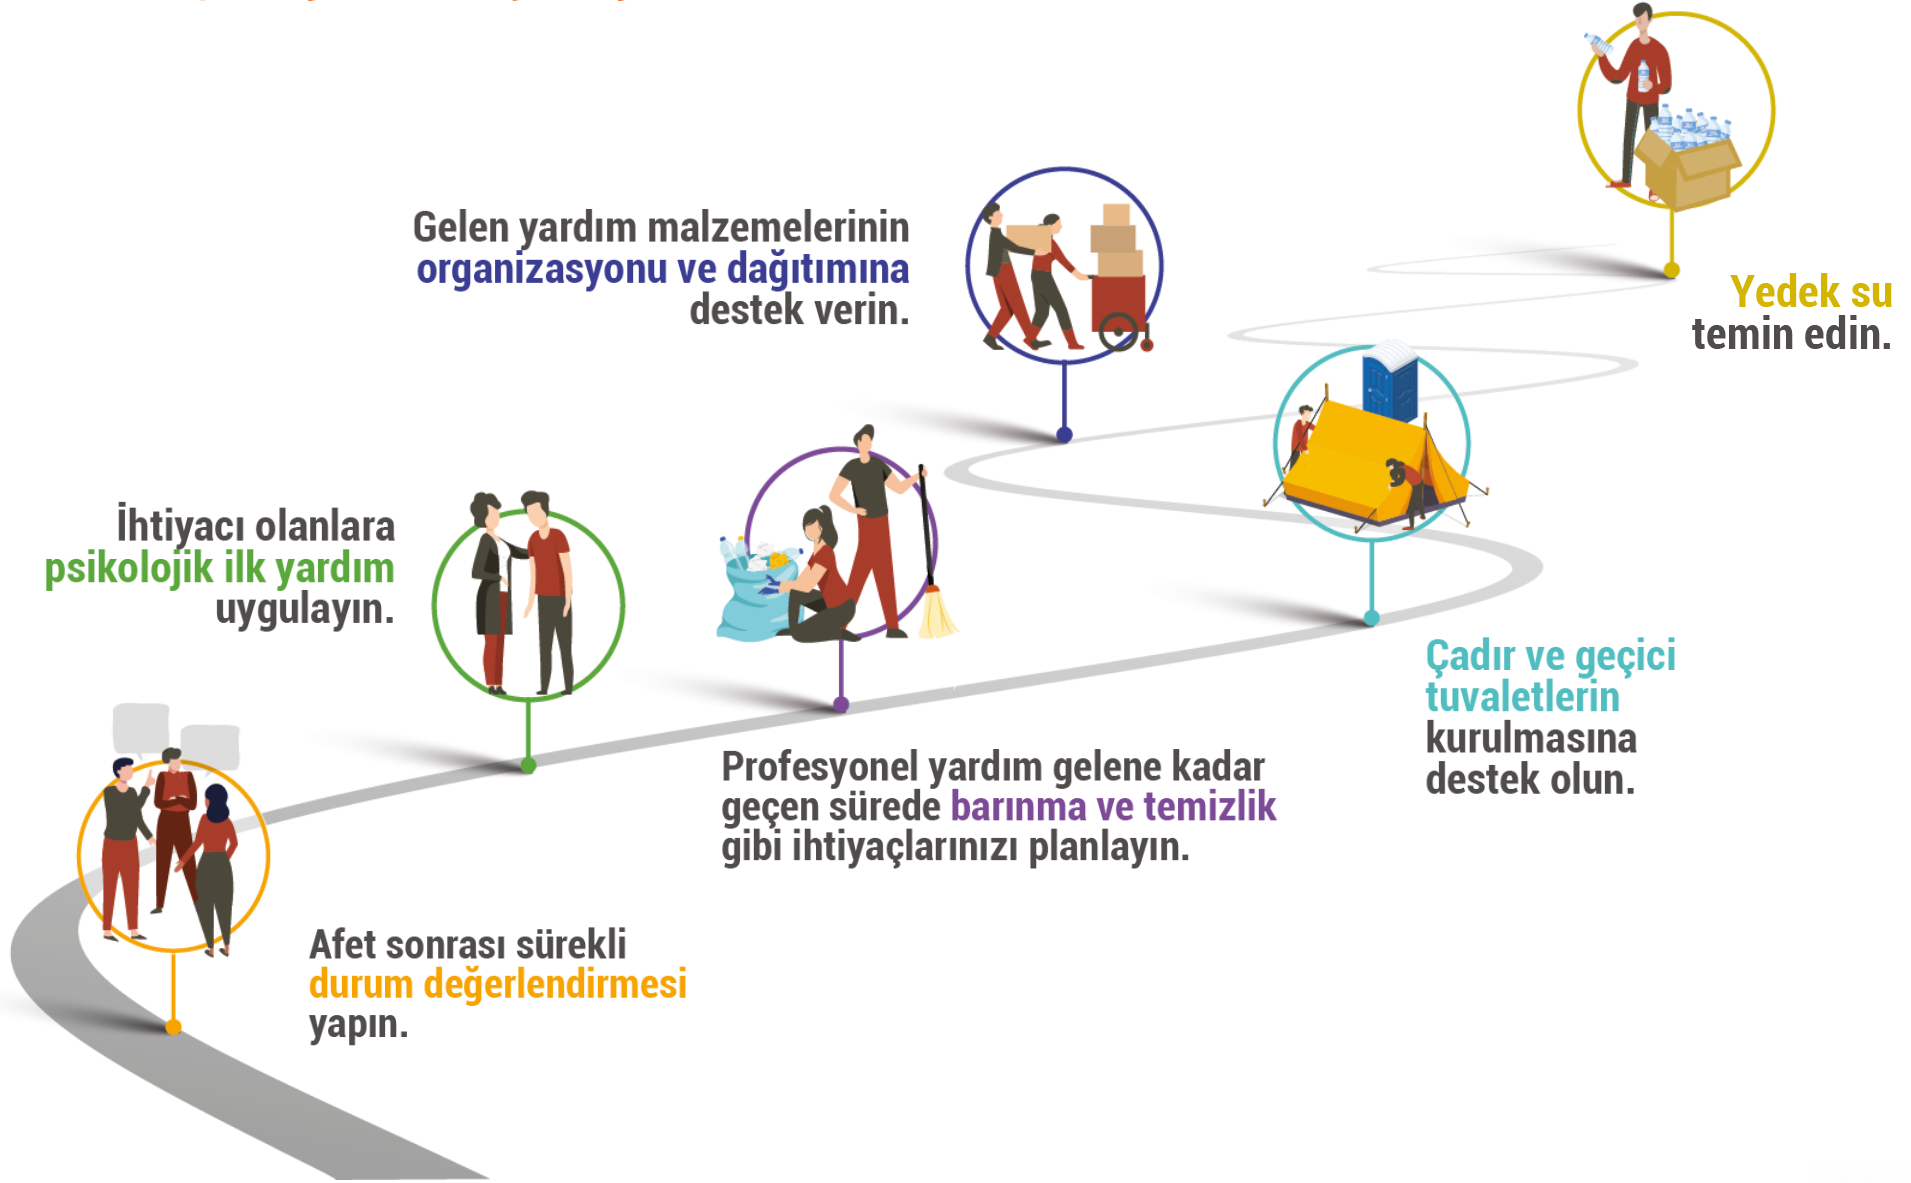 Yedek su
temin edin.
Gelen yardım malzemelerinin
organizasyonu ve dağıtımına
destek verin.
İhtiyacı olanlara
psikolojik ilk yardım
uygulayın.
Çadır ve geçici
tuvaletlerin
kurulmasına
destek olun.
Profesyonel yardım gelene kadar
geçen sürede barınma ve temizlik
gibi ihtiyaçlarınızı planlayın.
Afet sonrası sürekli
durum değerlendirmesi
yapın.